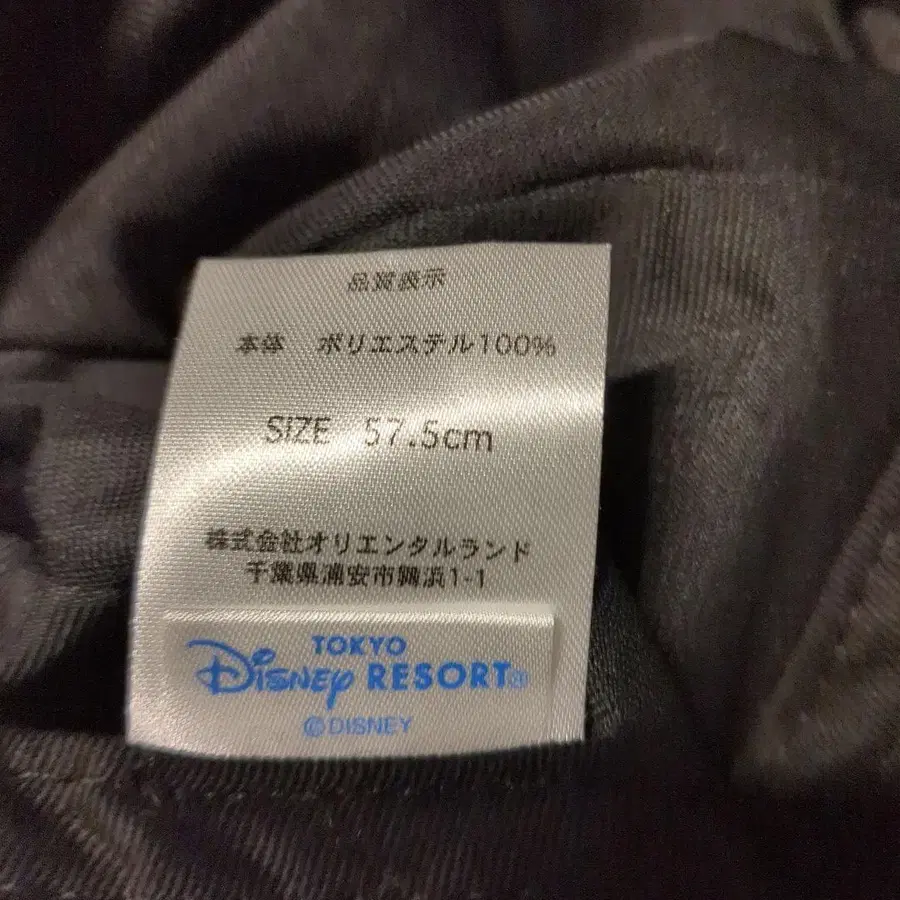 品質表示
本体 ポリエステル100%
SIZE 57.5cm
株式会社オリエンタルランド
千葉県浦安市舞浜1-1
TOKYO
Disney RESORT®
©DISNEY